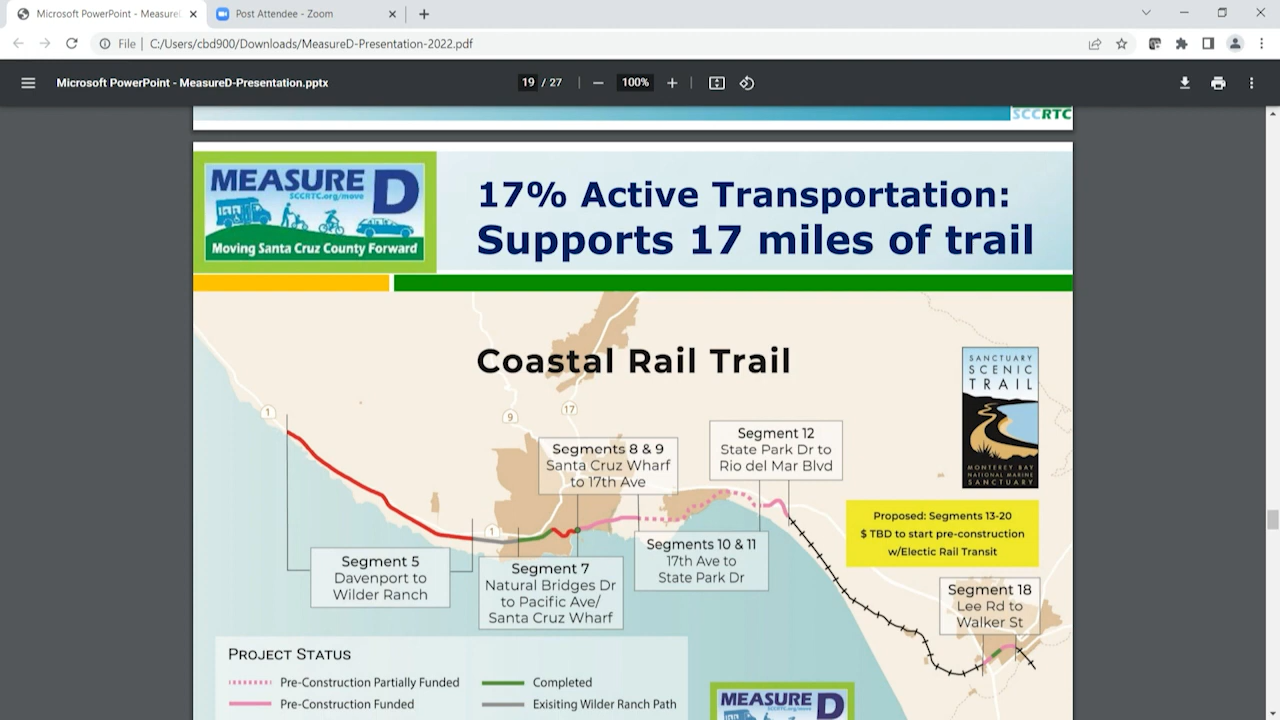 Microsoft PowerPoint - Measure
Post Attendee - Zoom
File
C:/Users/cbd900/Downloads/MeasureD-Presentation-2022.pdf
Microsoft PowerPoint - MeasureD-Presentation.pptx
19 / 27
100%
SCCRTC
MEASURE D
SCCRTC.org/move
Moving Santa Cruz County Forward
17% Active Transportation:
Supports 17 miles of trail
Coastal Rail Trail
SANCTUARY
SCENIC
TRAIL
MONTEREY BAY
NATIONAL MARINE
SANCTUARY
1
9
17
1
Segments 8 & 9
Santa Cruz Wharf
to 17th Ave
Segment 12
State Park Dr to
Rio del Mar Blvd
Proposed: Segments 13-20
$ TBD to start pre-construction
w/Electic Rail Transit
Segment 5
Davenport to
Wilder Ranch
Segment 7
Natural Bridges Dr
to Pacific Ave/
Santa Cruz Wharf
Segments 10 & 11
17th Ave to
State Park Dr
Segment 18
Lee Rd to
Walker St
PROJECT STATUS
Pre-Construction Partially Funded
Completed
Pre-Construction Funded
Exisiting Wilder Ranch Path
MEASURE D